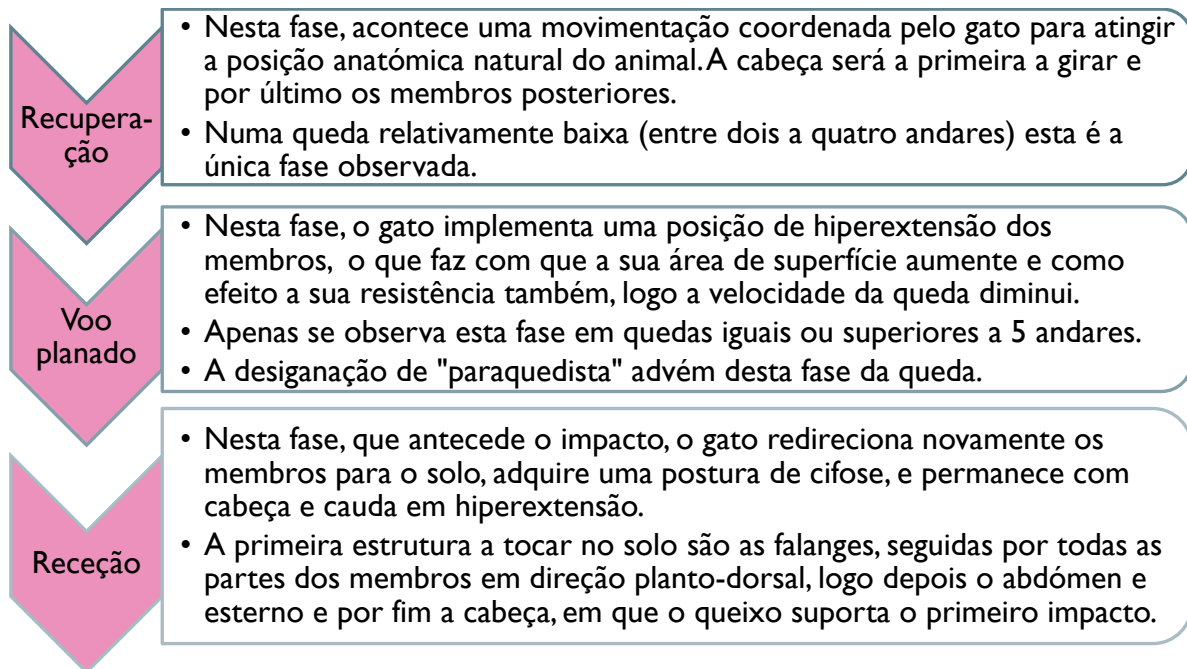 Recupera-
ção
• Nesta fase, acontece uma movimentação coordenada pelo gato para atingir
a posição anatómica natural do animal. A cabeça será a primeira a girar e
por último os membros posteriores.
• Numa queda relativamente baixa (entre dois a quatro andares) esta é a
única fase observada.
Voo
planado
• Nesta fase, o gato implementa uma posição de hiperextensão dos
membros, o que faz com que a sua área de superfície aumente e como
efeito a sua resistência também, logo a velocidade da queda diminui.
• Apenas se observa esta fase em quedas iguais ou superiores a 5 andares.
• A desiganação de "paraquedista" advém desta fase da queda.
Receção
• Nesta fase, que antecede o impacto, o gato redireciona novamente os
membros para o solo, adquire uma postura de cifose, e permanece com
cabeça e cauda em hiperextensão.
• A primeira estrutura a tocar no solo são as falanges, seguidas por todas as
partes dos membros em direção planto-dorsal, logo depois o abdómen e
esterno e por fim a cabeça, em que o queixo suporta o primeiro impacto.